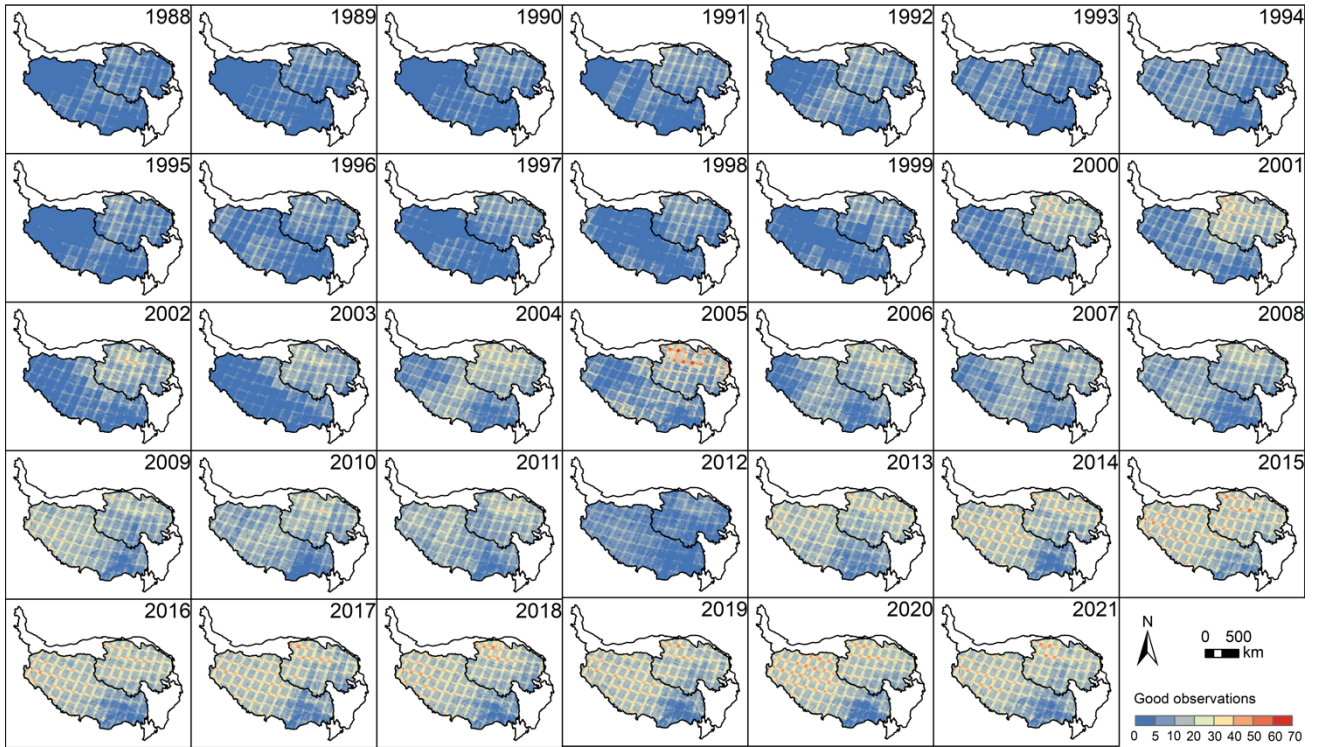 1988 1989 1990 1991 1992 1993 1994
1995 1996 1997 1998 1999 2000 2001
2002 2003 2004 2005 2006 2007 2008
2009 2010 2011 2012 2013 2014 2015
2016 2017 2018 2019 2020 2021
N
0 500
km
Good observations
0 5 10 20 30 40 50 60 70